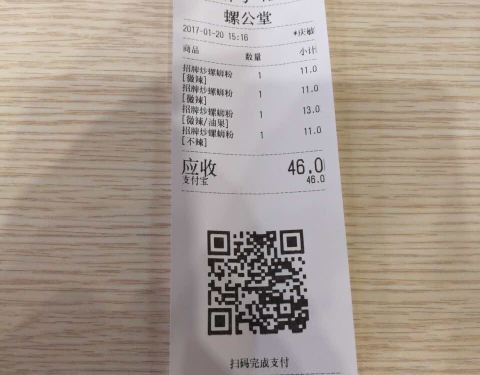 螺公堂
2017-01-20 15:16
商品 数量 小计
招牌炒螺蛳粉 1 11.0
[微辣]
招牌炒螺蛳粉 1 11.0
[微辣]
招牌炒螺蛳粉 1 13.0
[微辣/油果]
招牌炒螺蛳粉 1 11.0
[不辣]
应收 46.0
支付宝 46.0
扫码完成支付